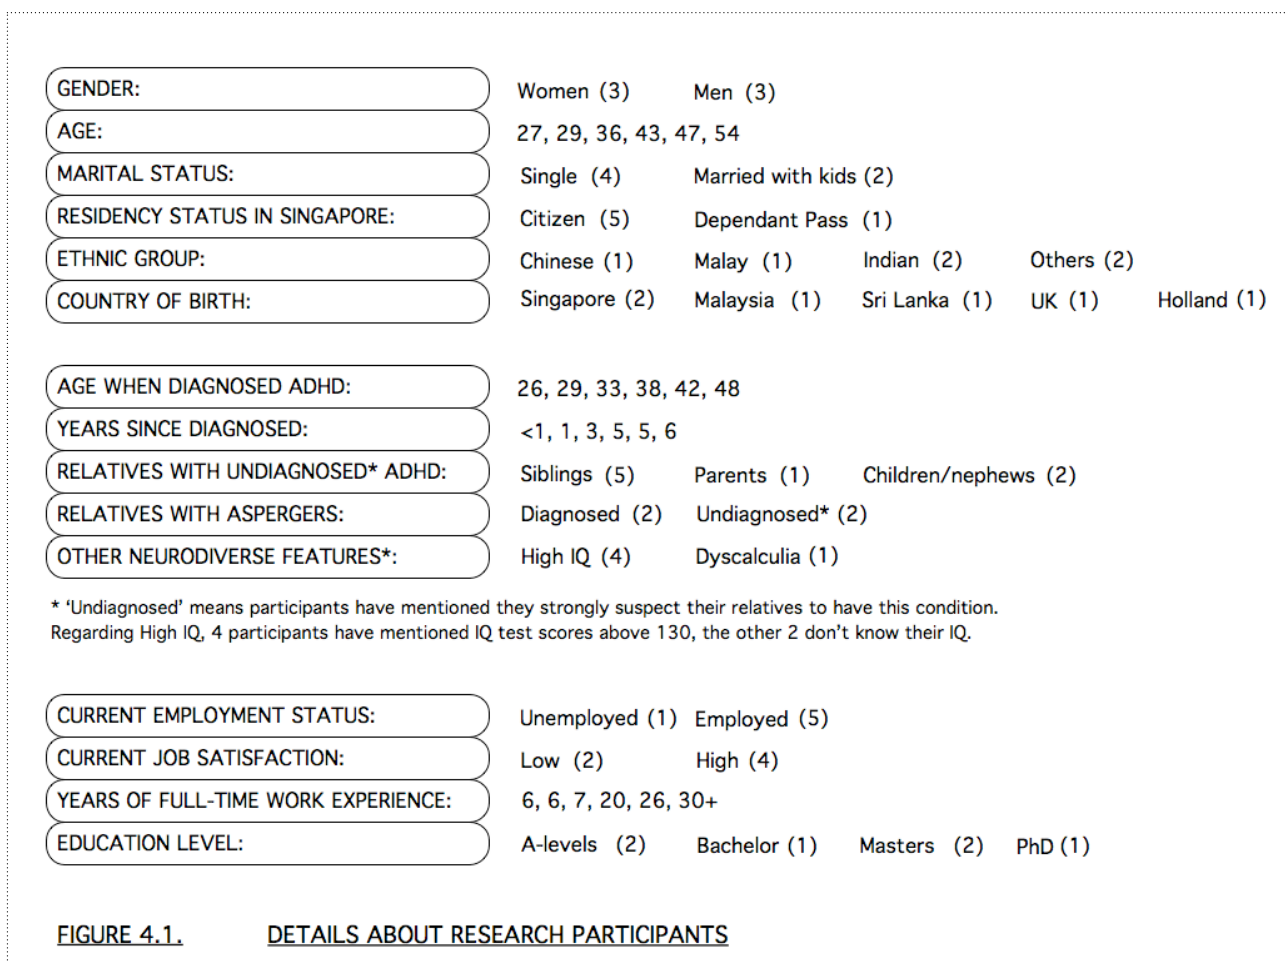 GENDER: Women (3) Men (3)
AGE: 27, 29, 36, 43, 47, 54
MARITAL STATUS: Single (4) Married with kids (2)
RESIDENCY STATUS IN SINGAPORE: Citizen (5) Dependant Pass (1)
ETHNIC GROUP: Chinese (1) Malay (1) Indian (2) Others (2)
COUNTRY OF BIRTH: Singapore (2) Malaysia (1) Sri Lanka (1) UK (1) Holland (1)
AGE WHEN DIAGNOSED ADHD: 26, 29, 33, 38, 42, 48
YEARS SINCE DIAGNOSED: <1, 1, 3, 5, 5, 6
RELATIVES WITH UNDIAGNOSED* ADHD: Siblings (5) Parents (1) Children/nephews (2)
RELATIVES WITH ASPERGERS: Diagnosed (2) Undiagnosed* (2)
OTHER NEURODIVERSE FEATURES*: High IQ (4) Dyscalculia (1)
* ‘Undiagnosed’ means participants have mentioned they strongly suspect their relatives to have this condition.
Regarding High IQ, 4 participants have mentioned IQ test scores above 130, the other 2 don’t know their IQ.
CURRENT EMPLOYMENT STATUS: Unemployed (1) Employed (5)
CURRENT JOB SATISFACTION: Low (2) High (4)
YEARS OF FULL-TIME WORK EXPERIENCE: 6, 6, 7, 20, 26, 30+
EDUCATION LEVEL: A-levels (2) Bachelor (1) Masters (2) PhD (1)
FIGURE 4.1. DETAILS ABOUT RESEARCH PARTICIPANTS